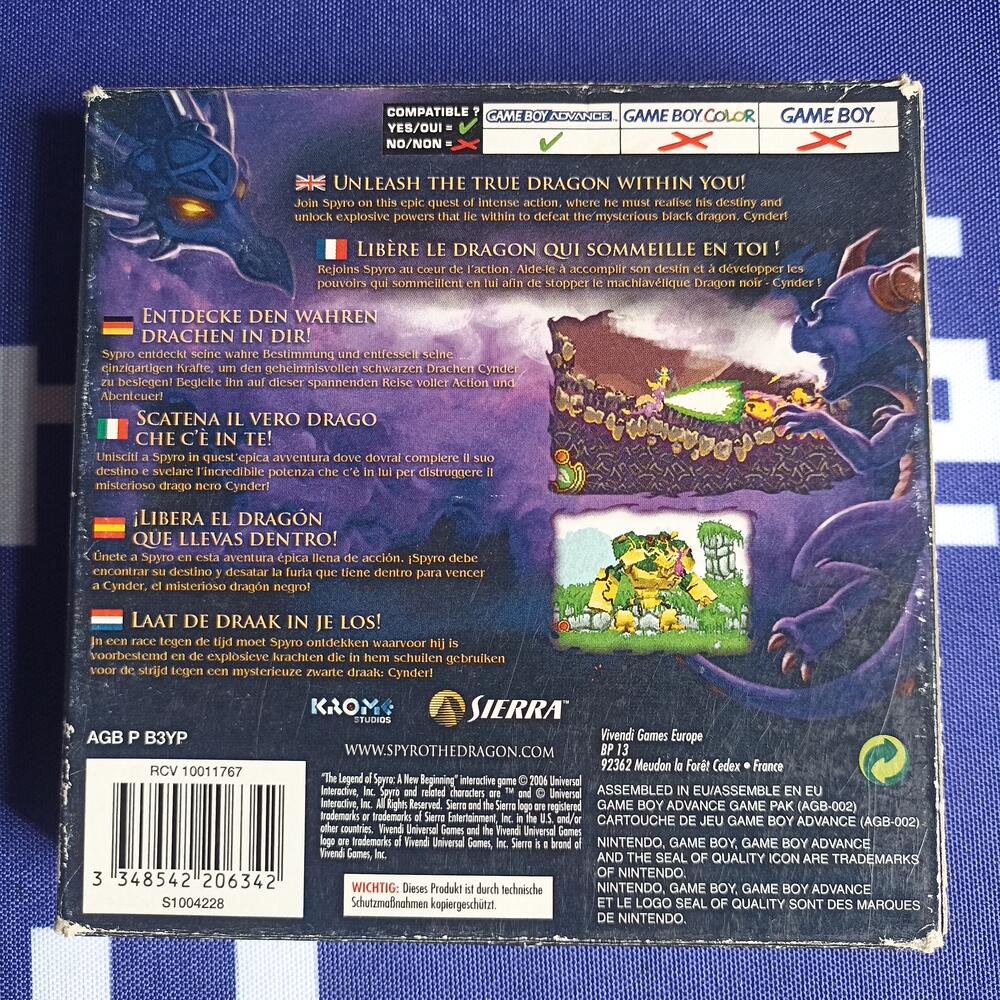 COMPATIBLE ?
YES/OUI =
NO/NON =
GAME BOY ADVANCE™
GAME BOY COLOR
GAME BOY
UNLEASH THE TRUE DRAGON WITHIN YOU!
Join Spyro on this epic quest of intense action, where he must realise his destiny and
unlock explosive powers that lie within to defeat the mysterious black dragon, Cynder!
LIBÈRE LE DRAGON QUI SOMMEILLE EN TOI !
Rejoins Spyro au cœur de l'action. Aide-le à accomplir son destin et à développer les
pouvoirs qui sommeillent en lui afin de stopper le machiavélique Dragon noir - Cynder !
ENTDECKE DEN WAHREN
DRACHEN IN DIR!
Sypro entdeckt seine wahre Bestimmung und entfesselt seine
einzigartigen Kräfte, um den geheimnisvollen schwarzen Drachen Cynder
zu besiegen! Begleite ihn auf dieser spannenden Reise voller Action und
Abenteuer!
SCATENA IL VERO DRAGO
CHE C'È IN TE!
Unisciti a Spyro in quest'epica avventura dove dovrai compiere il suo
destino e svelare l'incredibile potenza che c'è in lui per distruggere il
misterioso drago nero Cynder!
¡LIBERA EL DRAGÓN
QUE LLEVAS DENTRO!
Únete a Spyro en esta aventura épica llena de acción. ¡Spyro debe
encontrar su destino y desatar la furia que tiene dentro para vencer
a Cynder, el misterioso dragón negro!
LAAT DE DRAAK IN JE LOS!
In een race tegen de tijd moet Spyro ontdekken waarvoor hij is
voorbestemd en de explosieve krachten die in hem schuilen gebruiken
voor de strijd tegen een mysterieuze zwarte draak: Cynder!
KROME
STUDIOS
SIERRA™
AGB P B3YP
WWW.SPYROTHEDRAGON.COM
RCV 10011767
3 348542 206342
S1004228
"The Legend of Spyro: A New Beginning" interactive game © 2006 Universal
Interactive, Inc. Spyro and related characters are ™ and © Universal
Interactive, Inc. All Rights Reserved. Sierra and the Sierra logo are registered
trademarks or trademarks of Sierra Entertainment, Inc. in the U.S. and/or
other countries. Vivendi Universal Games and the Vivendi Universal Games
logo are trademarks of Vivendi Universal Games, Inc. Sierra is a brand of
Vivendi Games, Inc.
WICHTIG: Dieses Produkt ist durch technische
Schutzmaßnahmen kopiergeschützt.
Vivendi Games Europe
BP 13
92362 Meudon la Forêt Cedex • France
ASSEMBLED IN EU/ASSEMBLE EN EU
GAME BOY ADVANCE GAME PAK (AGB-002)
CARTOUCHE DE JEU GAME BOY ADVANCE (AGB-002)
NINTENDO, GAME BOY, GAME BOY ADVANCE
AND THE SEAL OF QUALITY ICON ARE TRADEMARKS
OF NINTENDO.
NINTENDO, GAME BOY, GAME BOY ADVANCE
ET LE LOGO SEAL OF QUALITY SONT DES MARQUES
DE NINTENDO.